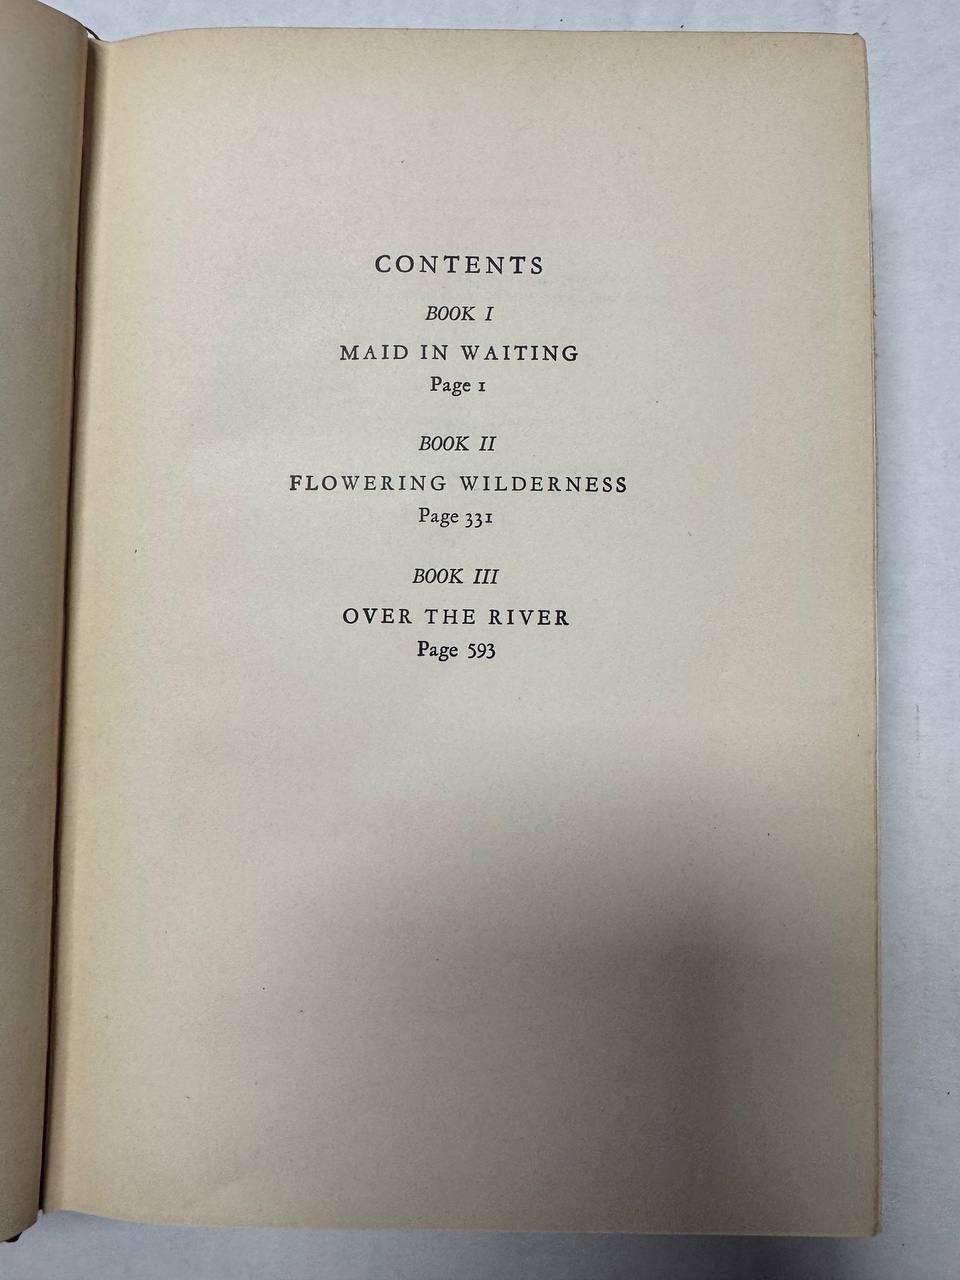 CONTENTS
BOOK I
MAID IN WAITING
Page 1
BOOK II
FLOWERING WILDERNESS
Page 331
BOOK III
OVER THE RIVER
Page 593